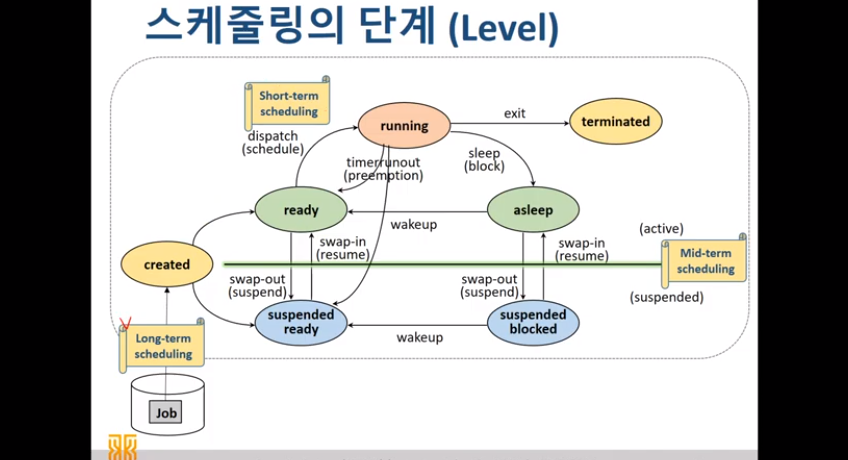 스케줄링의 단계 (Level)
Short-term
scheduling
dispatch
(schedule)
running
exit
terminated
timerrunout
(preemption)
sleep
(block)
ready
asleep
wakeup
created
swap-in
(resume)
swap-in
(resume)
(active)
Mid-term
scheduling
(suspended)
swap-out
(suspend)
swap-out
(suspend)
suspended
ready
suspended
blocked
wakeup
Long-term
scheduling
Job